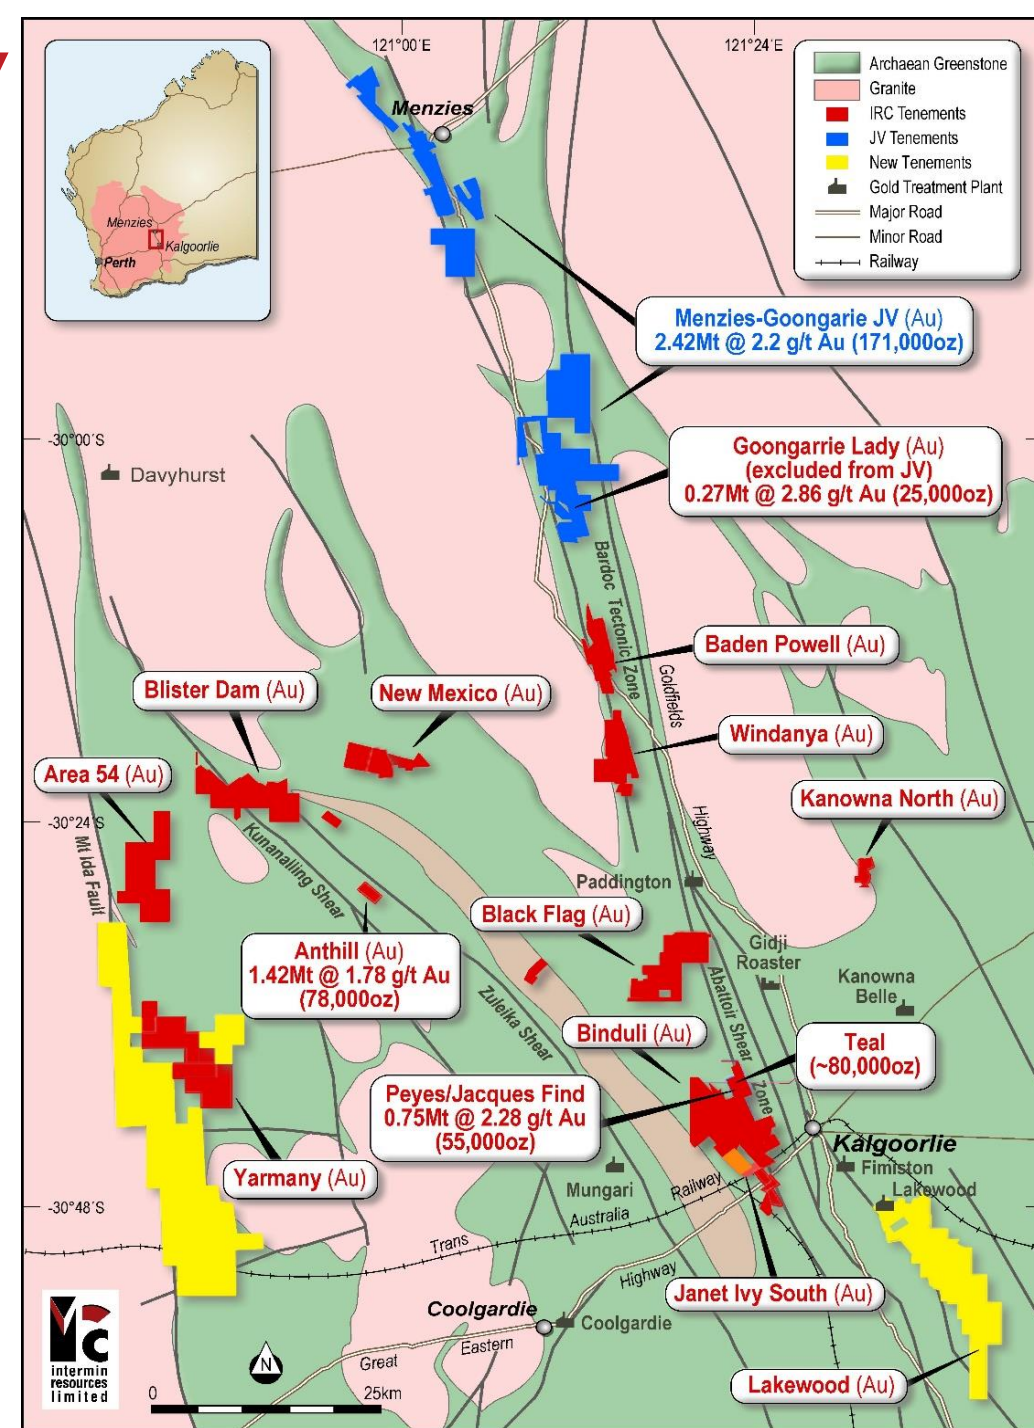 121°00´E
121°24´E
Archaean Greenstone
Granite
IRC Tenements
JV Tenements
New Tenements
Gold Treatment Plant
Major Road
Minor Road
Railway
Menzies
Menzies
Kalgoorlie
Perth
Menzies-Goongarie JV (Au)
2.42Mt @ 2.2 g/t Au (171,000oz)
-30°00´S
Davyhurst
Goongarrie Lady (Au)
(excluded from JV)
0.27Mt @ 2.86 g/t Au (25,000oz)
Bardoc Tectonic Zone
Baden Powell (Au)
Goldfields
Highway
Blister Dam (Au)
New Mexico (Au)
Windanya (Au)
Area 54 (Au)
Kanowna North (Au)
-30°24´S
Mt Ida Fault
Kunanalling Shear
Paddington
Black Flag (Au)
Anthill (Au)
1.42Mt @ 1.78 g/t Au
(78,000oz)
Gidji
Roaster
Kanowna
Belle
Zuleika Shear
Abattoir Shear
Zone
Binduli (Au)
Teal
(~80,000oz)
Peyes/Jacques Find
0.75Mt @ 2.28 g/t Au
(55,000oz)
Kalgoorlie
Fimiston
Lakewood
Yarmany (Au)
Mungari
-30°48´S
Trans
Australia
Railway
Janet Ivy South (Au)
Coolgardie
Coolgardie
Great
Eastern
Highway
Lakewood (Au)
intermin
resources
limited
N
0
25km